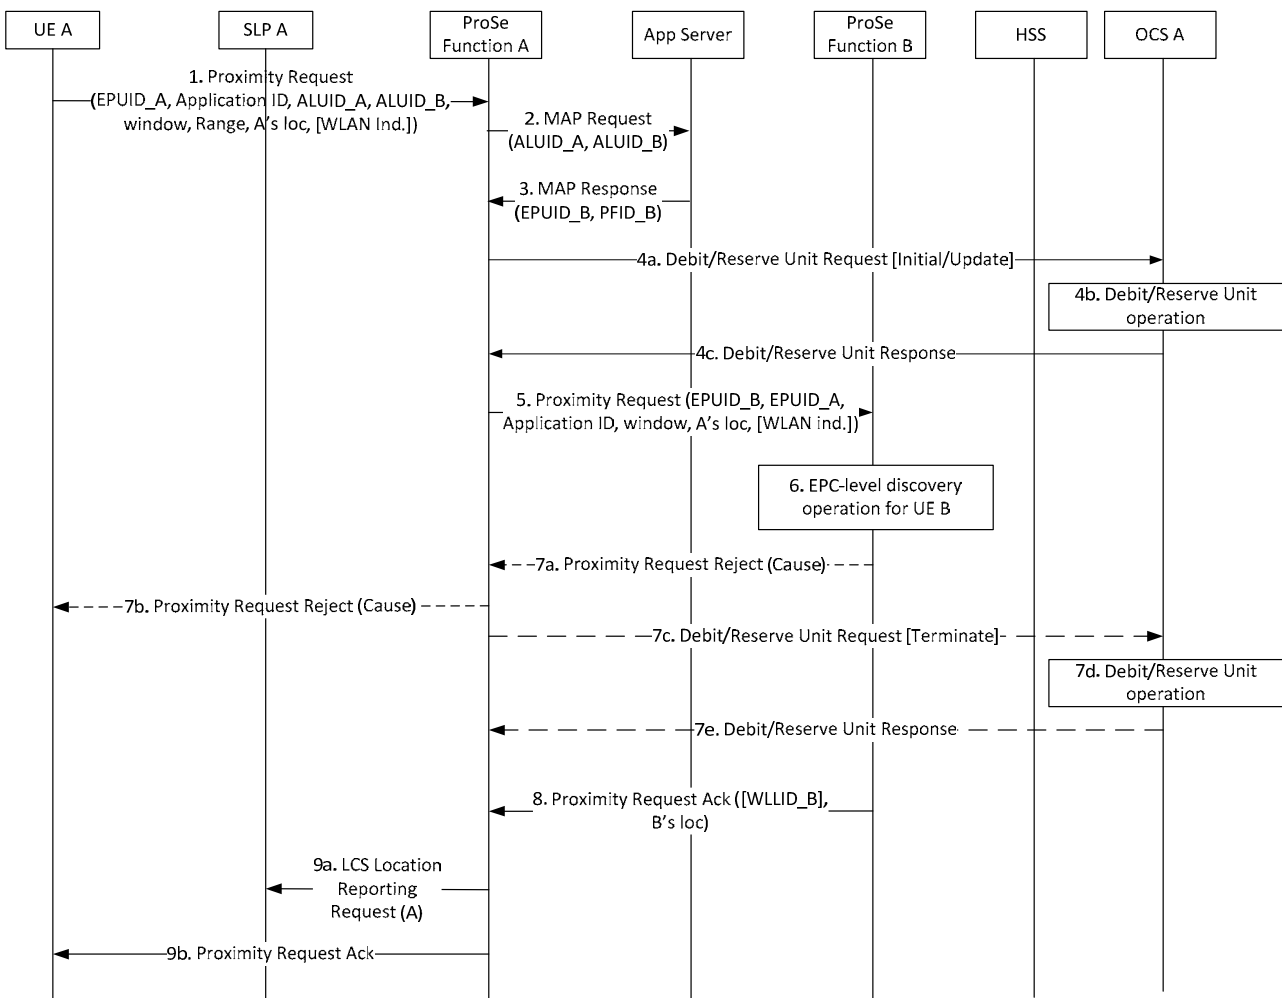 UE A
SLP A
ProSe
Function A
App Server
ProSe
Function B
HSS
OCS A
1. Proximity Request
(EPUID_A, Application ID, ALUID_A, ALUID_B,
window, Range, A's loc, [WLAN Ind.])
2. MAP Request
(ALUID_A, ALUID_B)
3. MAP Response
(EPUID_B, PFID_B)
4a. Debit/Reserve Unit Request [Initial/Update]
4b. Debit/Reserve Unit
operation
4c. Debit/Reserve Unit Response
5. Proximity Request (EPUID_B, EPUID_A,
Application ID, window, A's loc, [WLAN ind.])
6. EPC-level discovery
operation for UE B
7a. Proximity Request Reject (Cause)
7b. Proximity Request Reject (Cause)
7c. Debit/Reserve Unit Request [Terminate]
7d. Debit/Reserve Unit
operation
7e. Debit/Reserve Unit Response
8. Proximity Request Ack ([WLLID_B],
B's loc)
9a. LCS Location
Reporting
Request (A)
9b. Proximity Request Ack